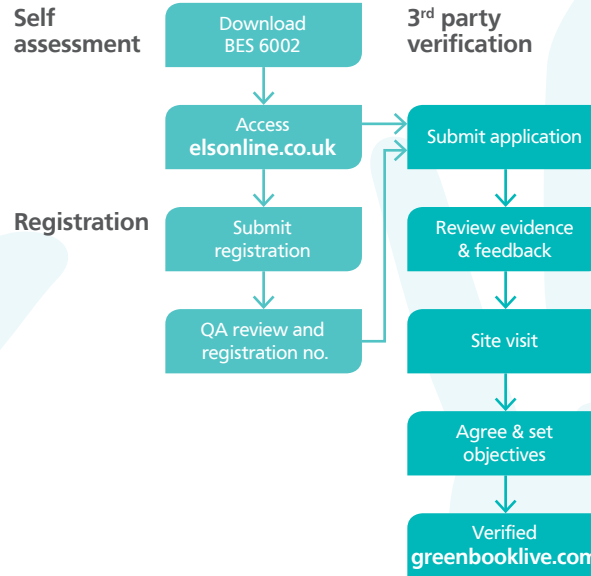 Self
assessment
Download
BES 6002
Access
elsonline.co.uk
Registration
Submit
registration
QA review and
registration no.
3rd party
verification
Submit application
Review evidence
& feedback
Site visit
Agree & set
objectives
Verified
greenbooklive.com